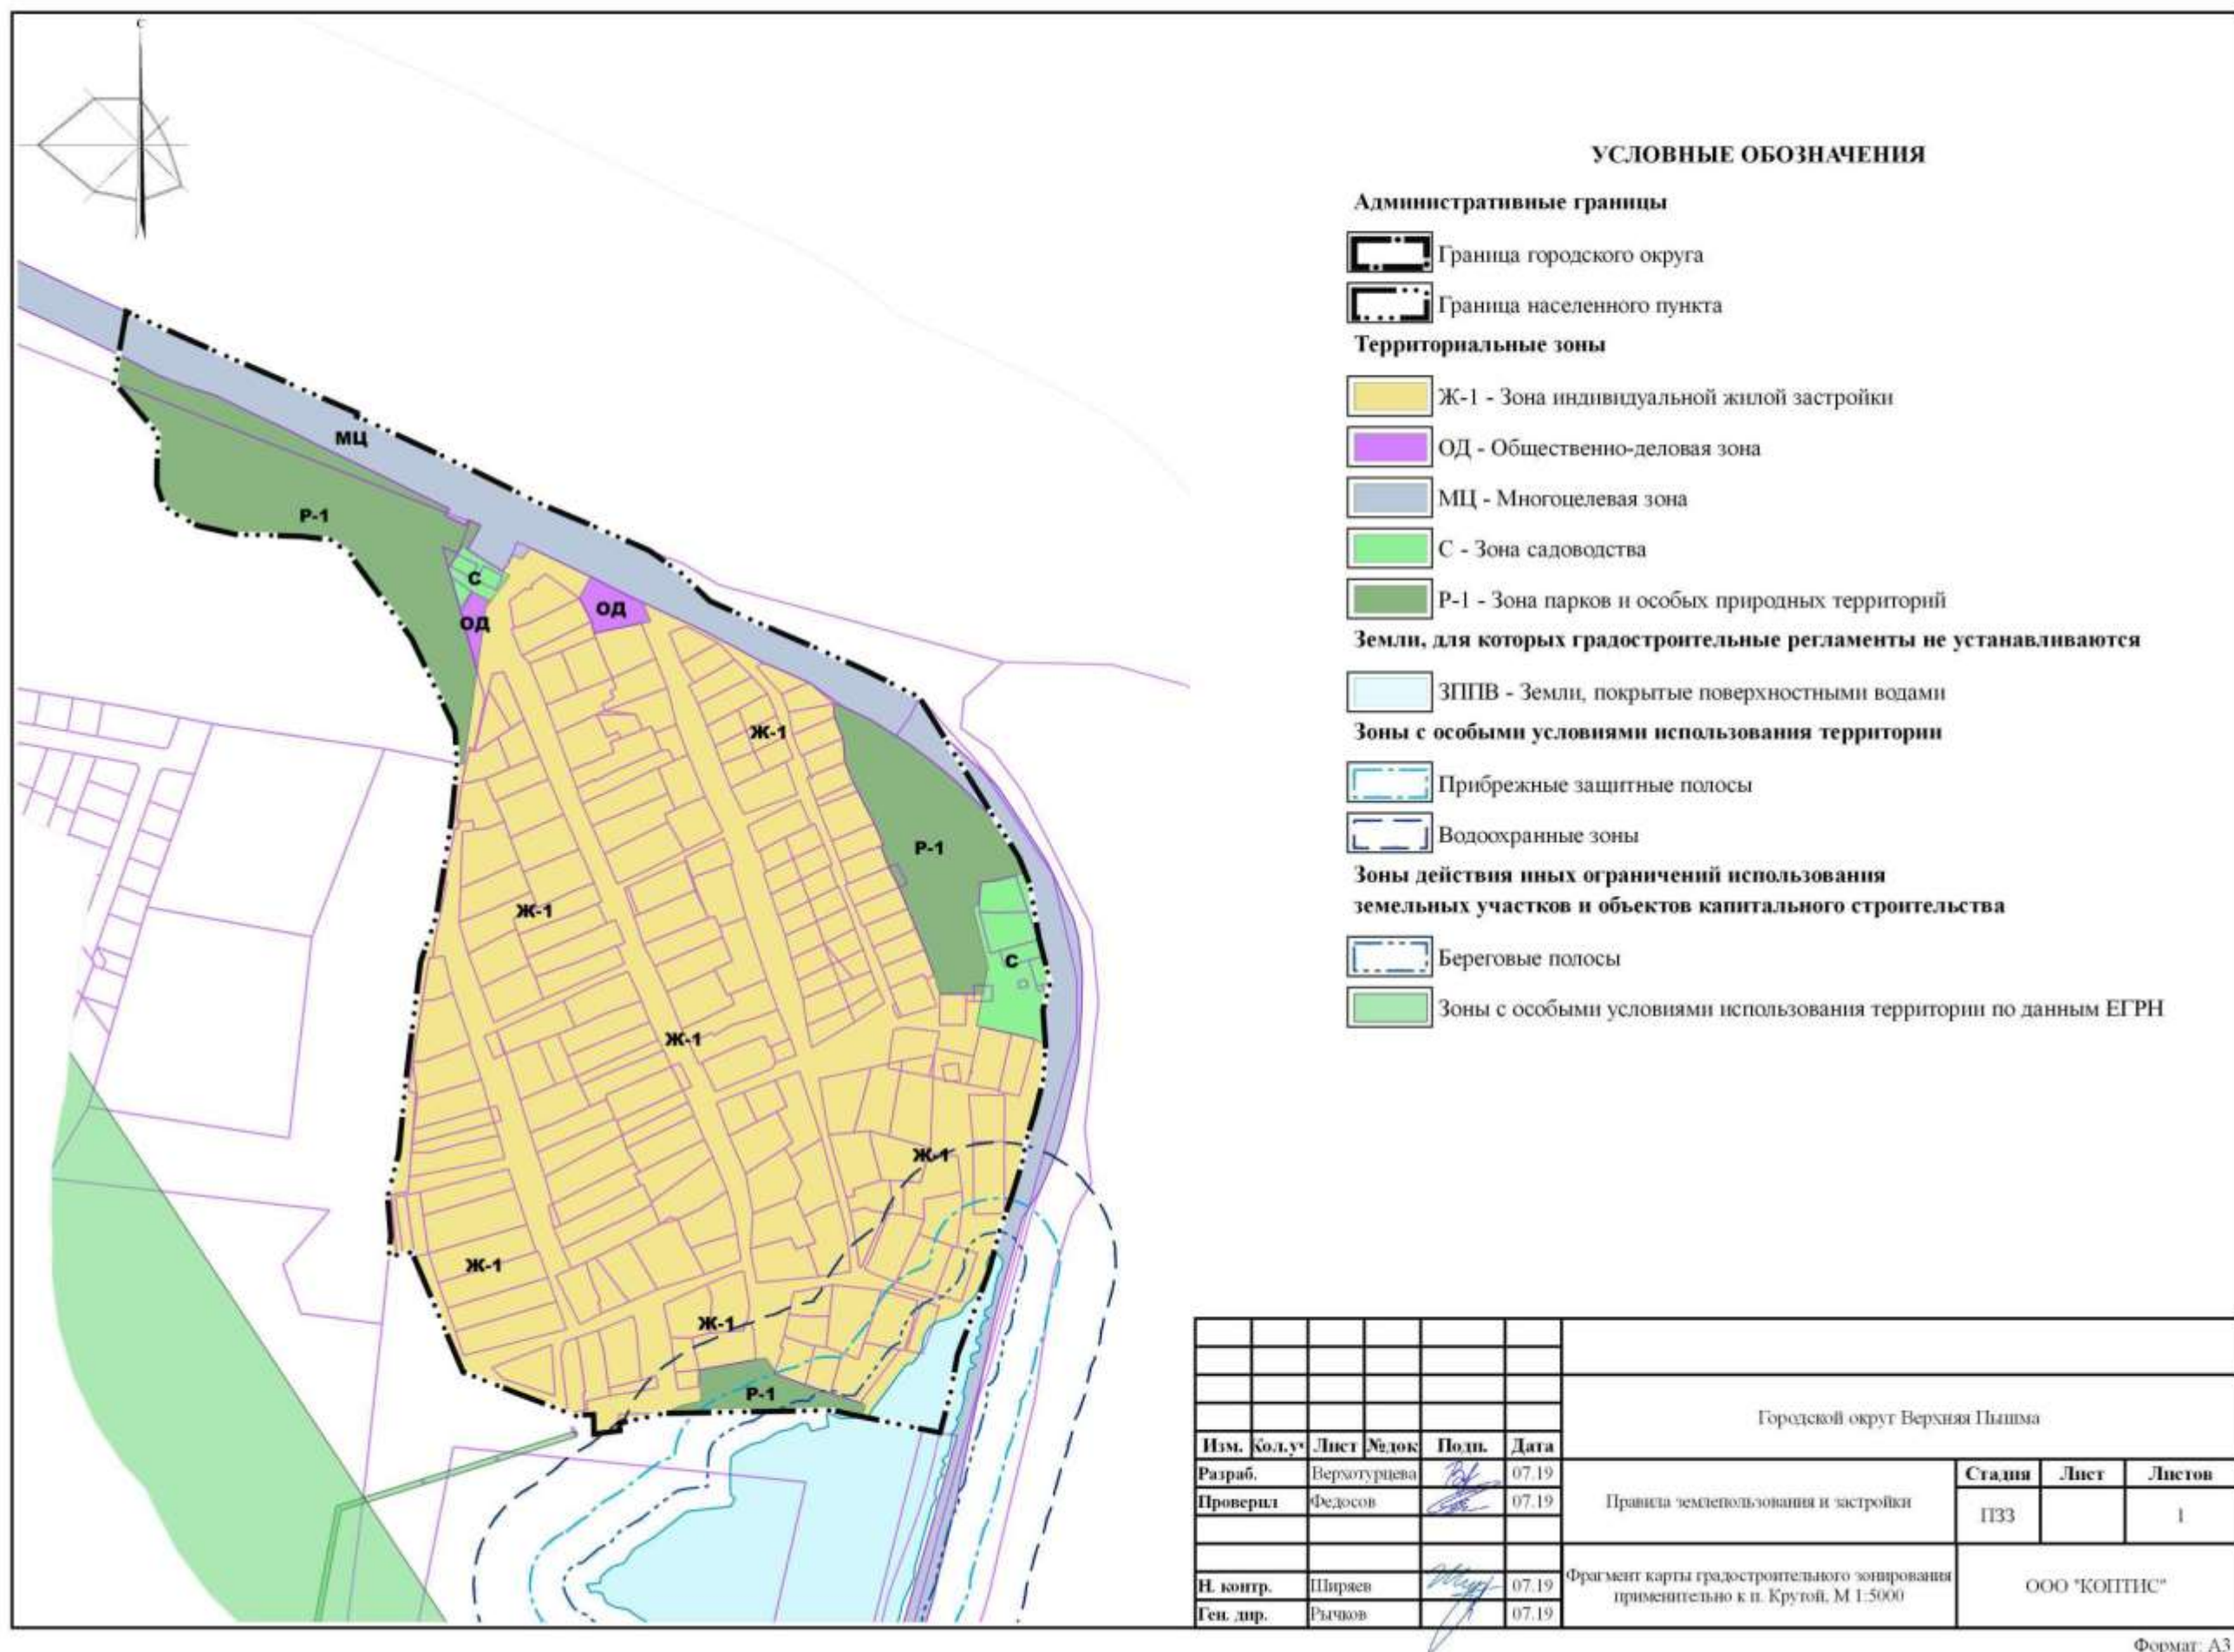 С
МЦ
Р-1
С
ОД
ОД
Ж-1
Р-1
Ж-1
С
Ж-1
Ж-1
Ж-1
Ж-1
Р-1
УСЛОВНЫЕ ОБОЗНАЧЕНИЯ
Административные границы
Граница городского округа
Граница населенного пункта
Территориальные зоны
Ж-1 - Зона индивидуальной жилой застройки
ОД - Общественно-деловая зона
МЦ - Многоцелевая зона
С - Зона садоводства
Р-1 - Зона парков и особых природных территорий
Земли, для которых градостроительные регламенты не устанавливаются
ЗППВ - Земли, покрытые поверхностными водами
Зоны с особыми условиями использования территории
Прибрежные защитные полосы
Водоохранные зоны
Зоны действия иных ограничений использования
земельных участков и объектов капитального строительства
Береговые полосы
Зоны с особыми условиями использования территории по данным ЕГРН
Городской округ Верхняя Пышма
Изм. Кол.уч Лист №док Подп. Дата
Разраб. Верхотурцева 07.19
Проверил Федосов 07.19
Н. контр. Ширяев 07.19
Ген. дир. Рычков 07.19
Правила землепользования и застройки
Стадия Лист Листов
ПЗЗ 1
Фрагмент карты градостроительного зонирования
применительно к п. Крутой, М 1:5000
ООО "КОПТИС"
Формат: А3